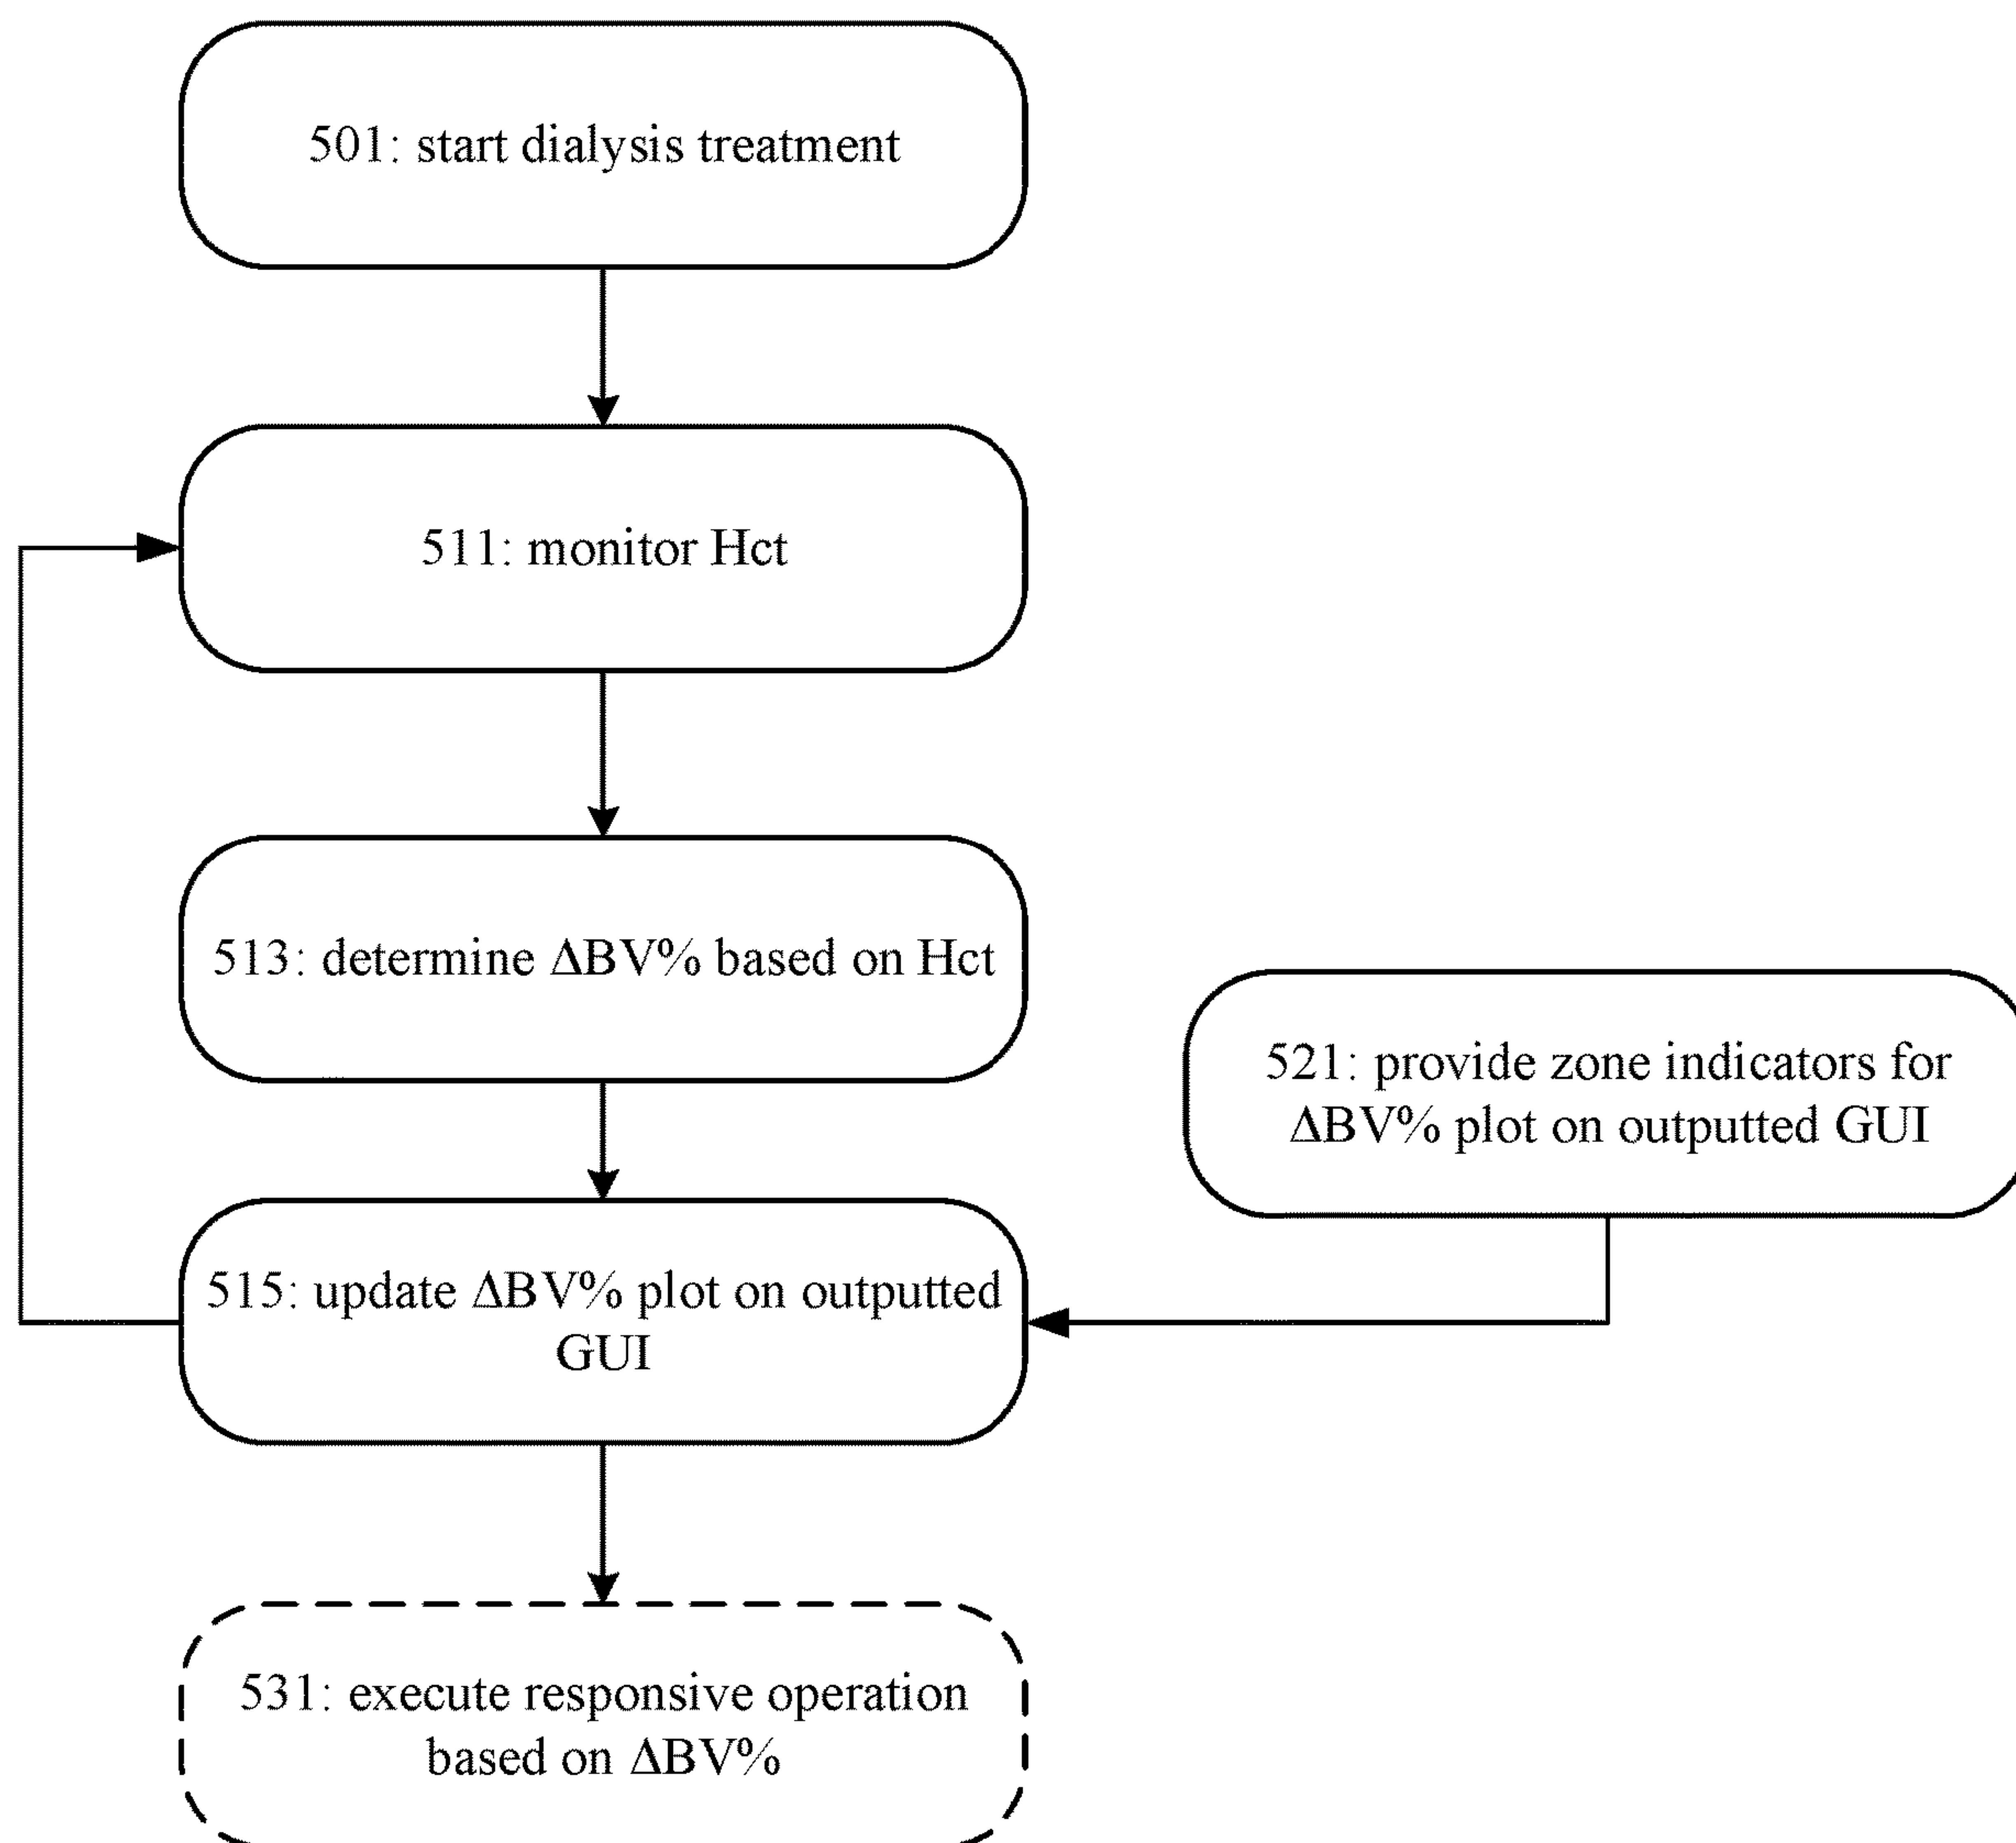 501: start dialysis treatment
511: monitor Hct
513: determine ΔBV% based on Hct
521: provide zone indicators for
ΔBV% plot on outputted GUI
515: update ΔBV% plot on outputted
GUI
531: execute responsive operation
based on ΔBV%